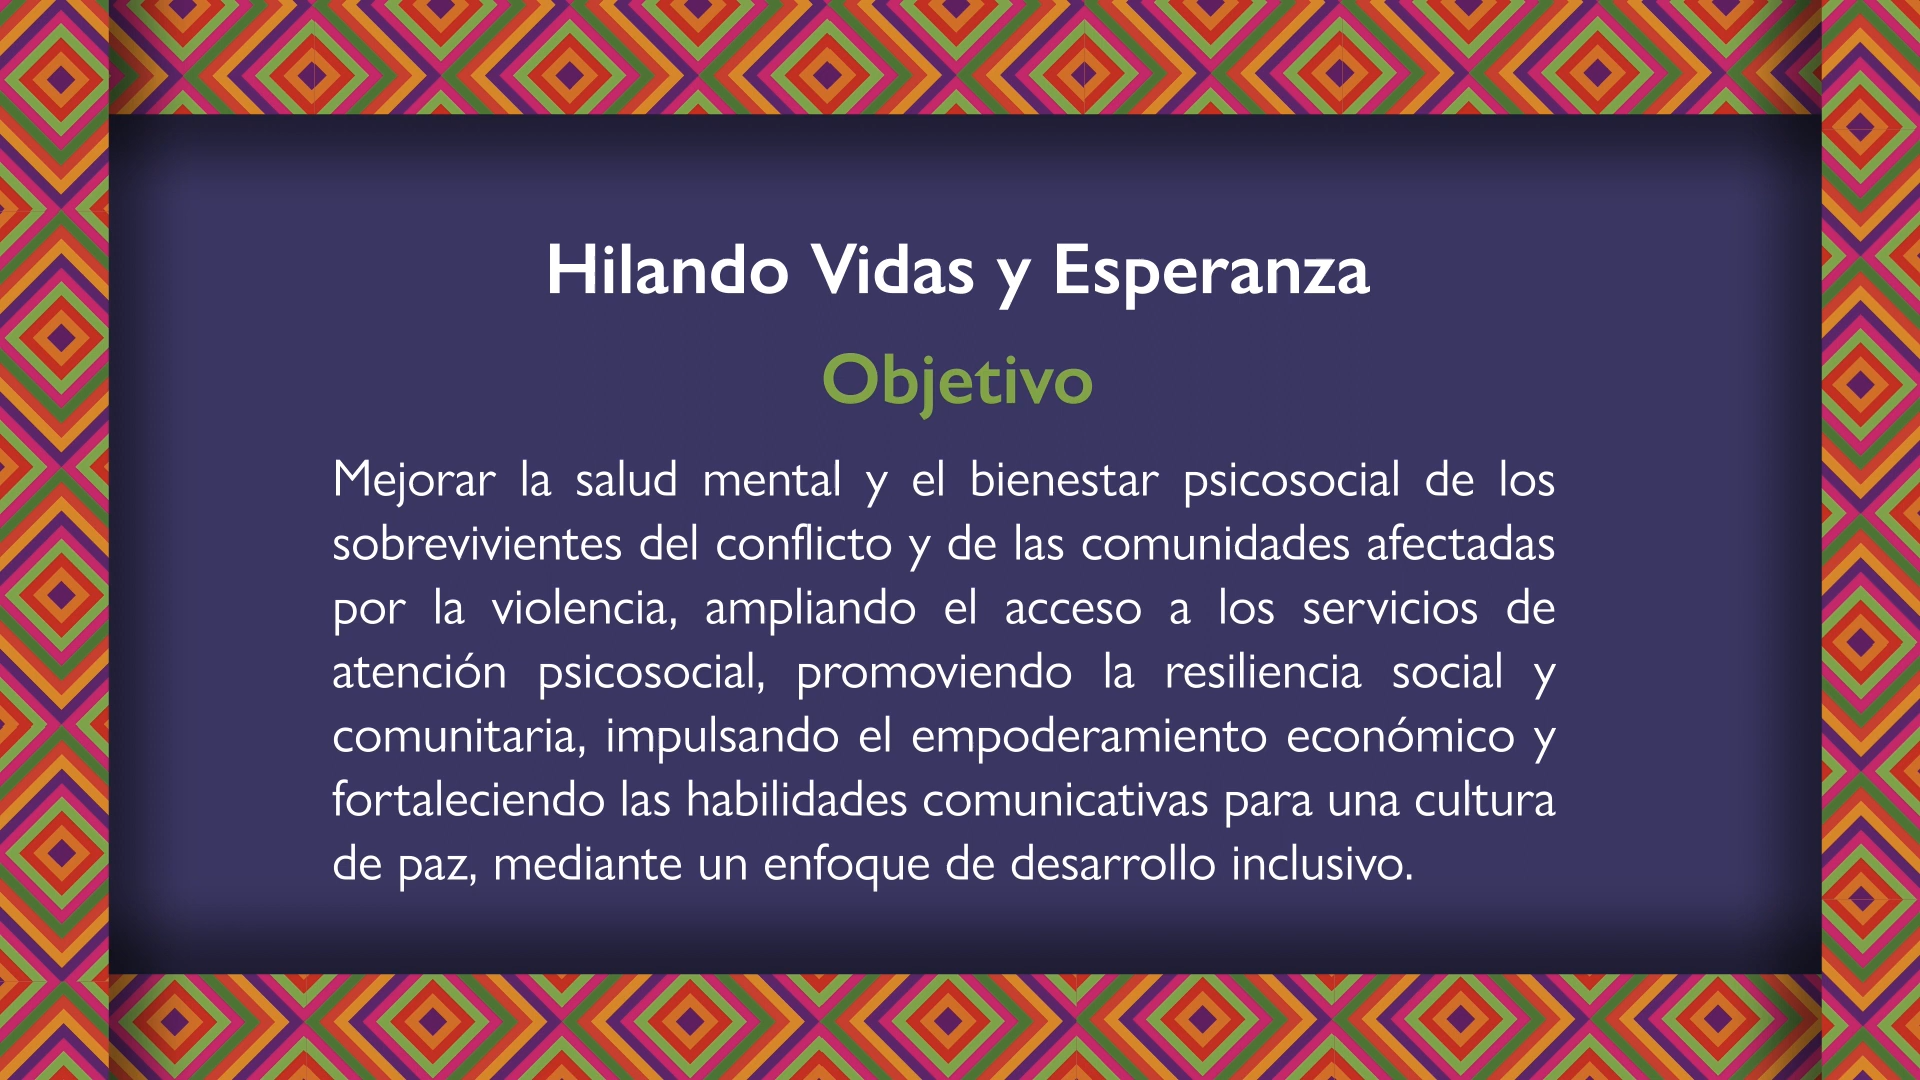 Hilando Vidas y Esperanza
Objetivo
Mejorar la salud mental y el bienestar psicosocial de los
sobrevivientes del conflicto y de las comunidades afectadas
por la violencia, ampliando el acceso a los servicios de
atención psicosocial, promoviendo la resiliencia social y
comunitaria, impulsando el empoderamiento económico y
fortaleciendo las habilidades comunicativas para una cultura
de paz, mediante un enfoque de desarrollo inclusivo.